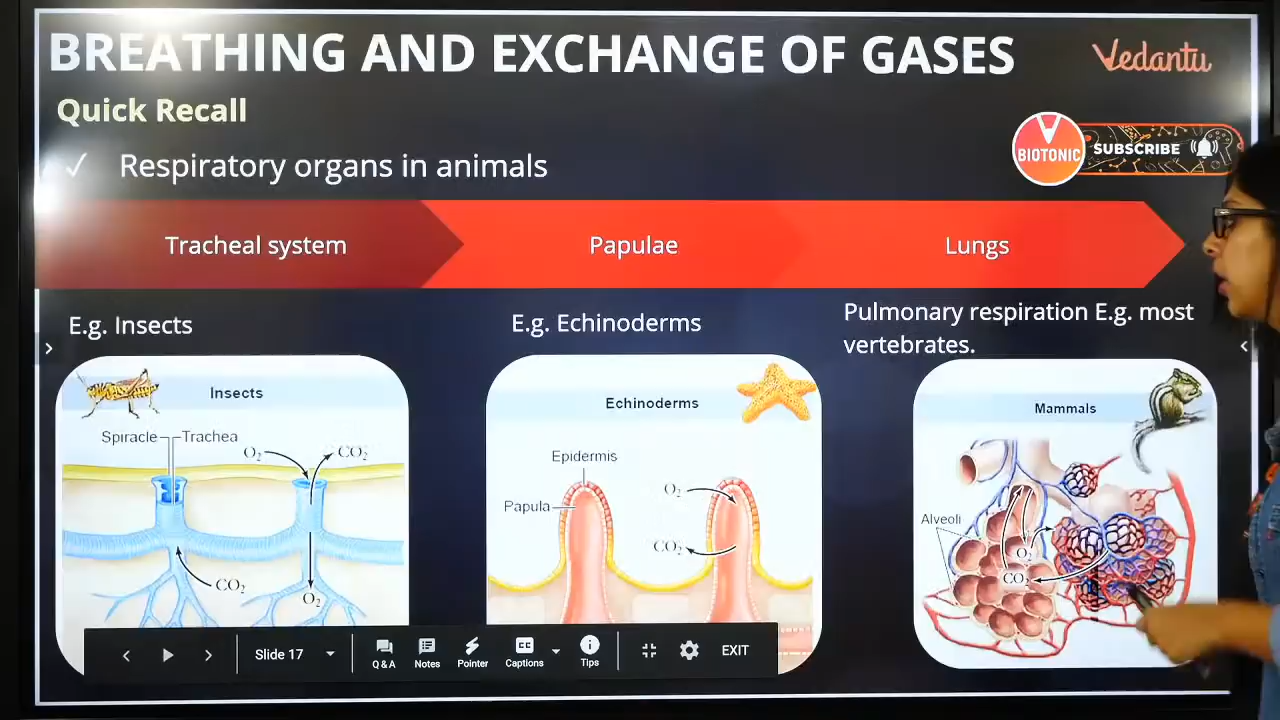 BREATHING AND EXCHANGE OF GASES
Vedantu
Quick Recall
✓ Respiratory organs in animals
BIOTONIC
SUBSCRIBE
Tracheal system
Papulae
Lungs
E.g. Insects
E.g. Echinoderms
Pulmonary respiration E.g. most
vertebrates.
Insects
Spiracle
Trachea
O2
CO2
CO2
O2
Echinoderms
Epidermis
Papula
O2
CO2
Mammals
Alveoli
O2
CO2
Slide 17
Q & A
Notes
Pointer
CC
Captions
Tips
EXIT